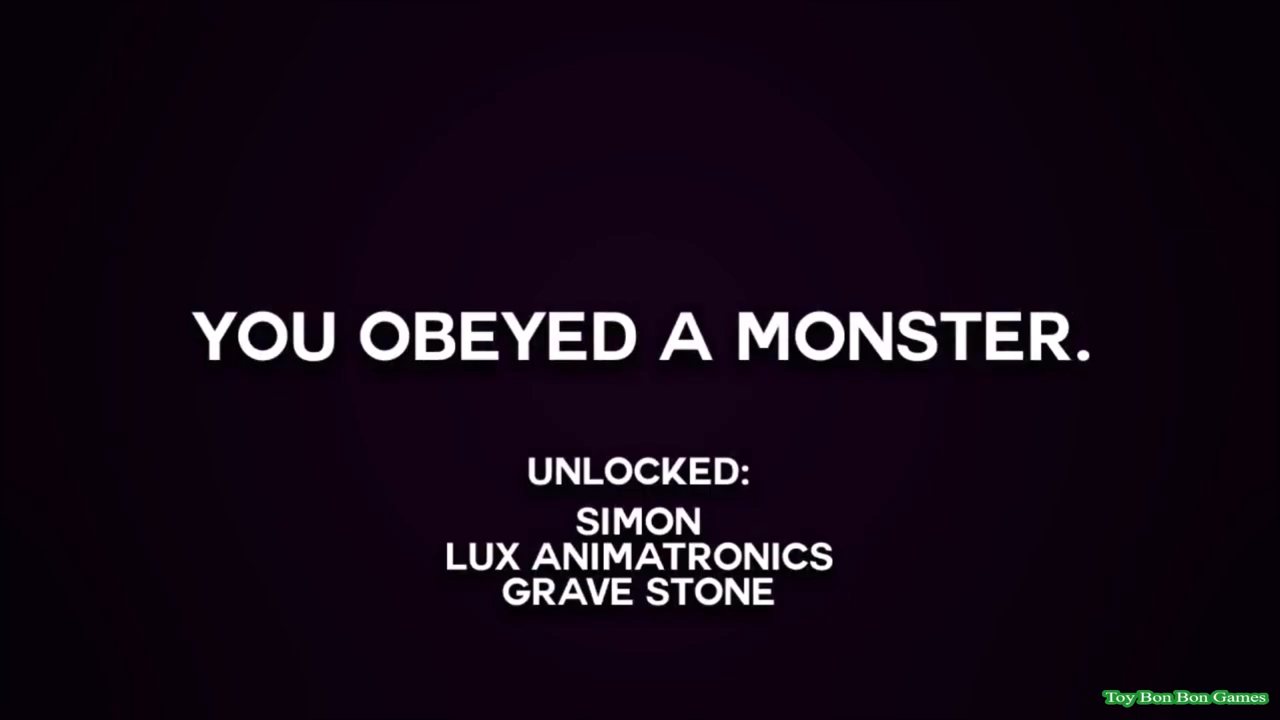 YOU OBEYED A MONSTER.
UNLOCKED:
SIMON
LUX ANIMATRONICS
GRAVE STONE
Toy Bon Bon Games